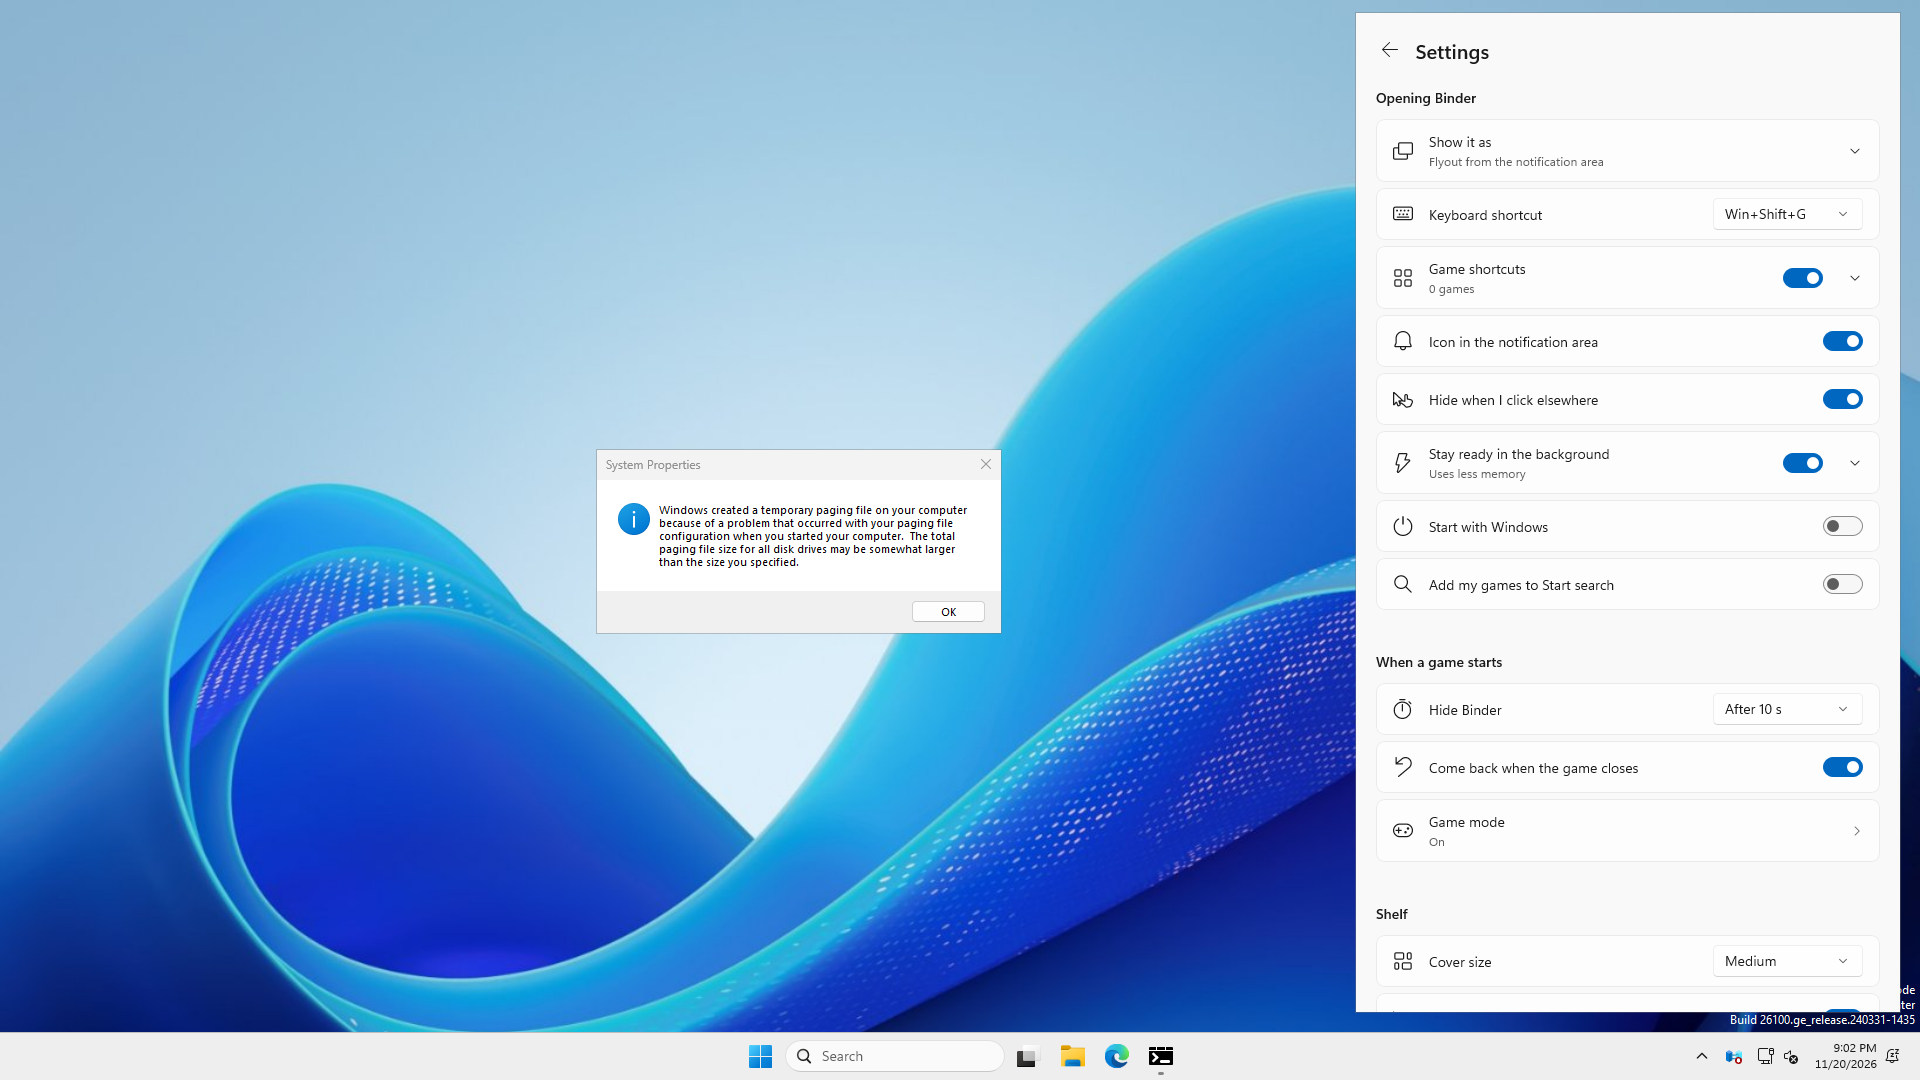 Settings
Opening Binder
Show it as
Flyout from the notification area
Keyboard shortcut
Win+Shift+G
Game shortcuts
0 games
Icon in the notification area
Hide when I click elsewhere
Stay ready in the background
Uses less memory
Start with Windows
Add my games to Start search
When a game starts
Hide Binder
After 10 s
Come back when the game closes
Game mode
On
Shelf
Cover size
Medium
System Properties
Windows created a temporary paging file on your computer
because of a problem that occurred with your paging file
configuration when you started your computer.  The total
paging file size for all disk drives may be somewhat larger
than the size you specified.
OK
Build 26100.ge_release.240331-1435
Search
9:02 PM
11/20/2026